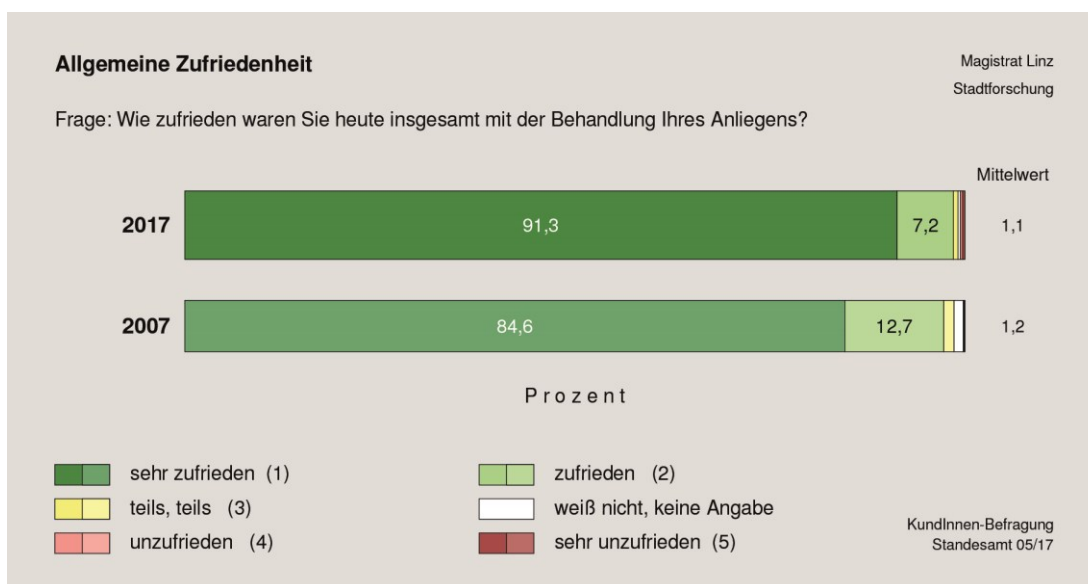 Allgemeine Zufriedenheit
Magistrat Linz
Stadtforschung
Frage: Wie zufrieden waren Sie heute insgesamt mit der Behandlung Ihres Anliegens?
Mittelwert
2017 91,3 7,2 1,1
2007 84,6 12,7 1,2
Prozent
sehr zufrieden (1) zufrieden (2)
teils, teils (3) weiß nicht, keine Angabe
unzufrieden (4) sehr unzufrieden (5)
KundInnen-Befragung
Standesamt 05/17